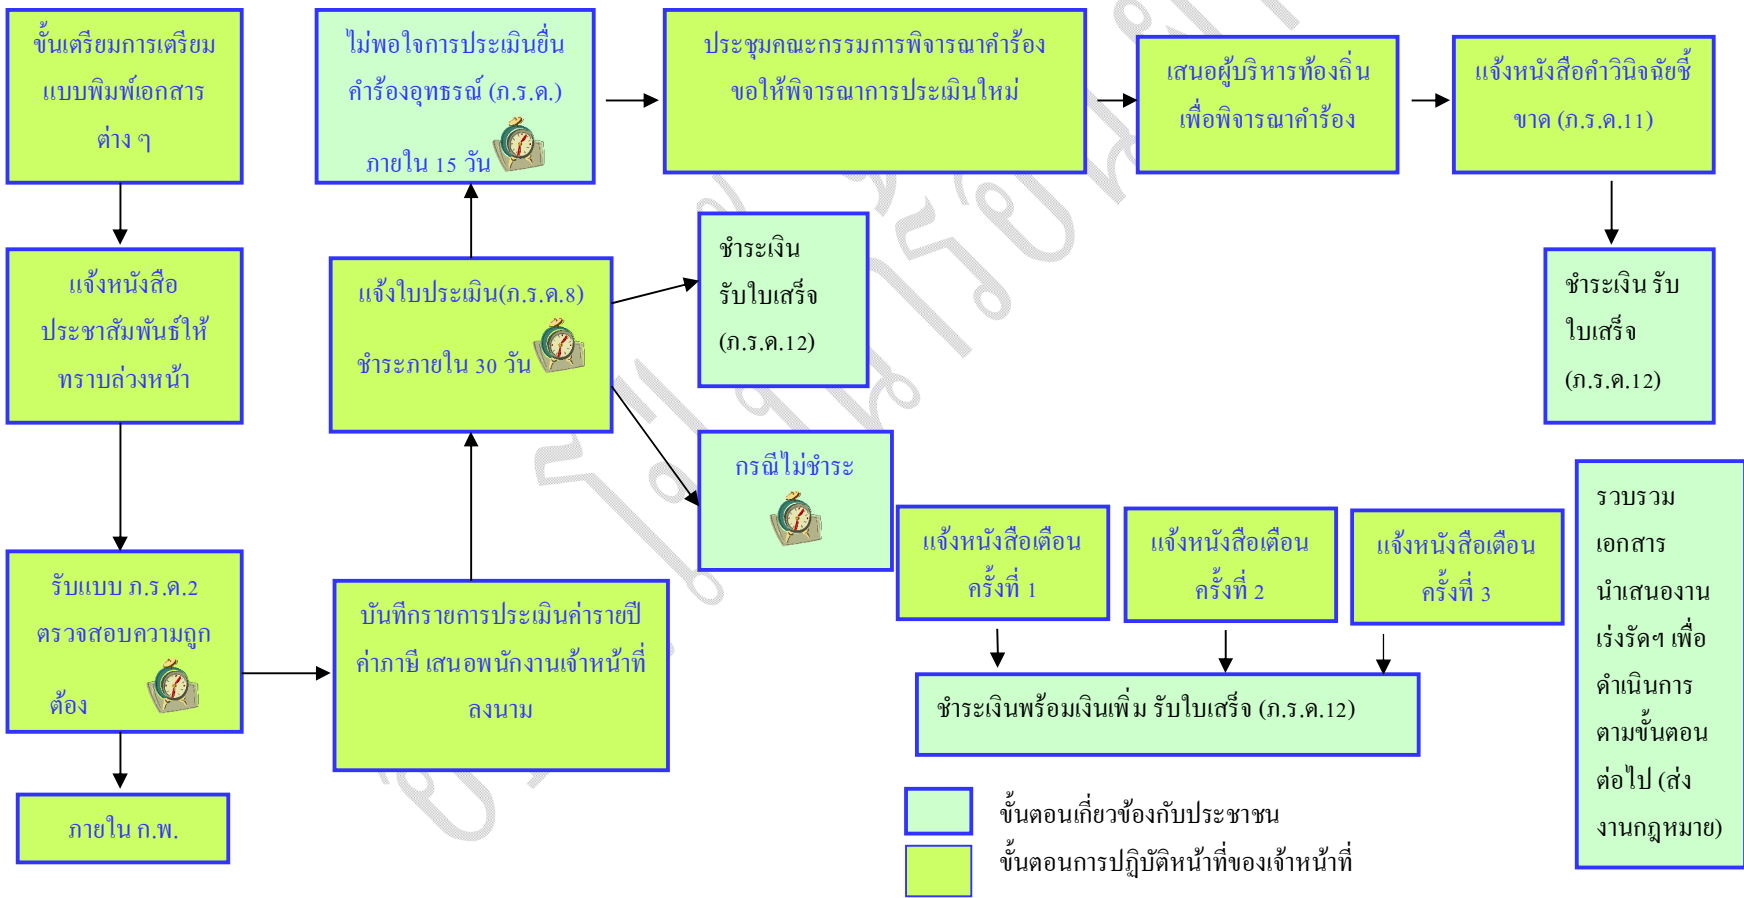 ขั้นเตรียมการเตรียม
แบบพิมพ์เอกสาร
ต่าง ๆ
แจ้งหนังสือ
ประชาสัมพันธ์ให้
ทราบล่วงหน้า
รับแบบ ภ.ร.ด.2
ตรวจสอบความถูก
ต้อง
ภายใน ก.พ.
บันทึกรายการประเมินค่ารายปี
ค่าภาษี เสนอพนักงานเจ้าหน้าที่
ลงนาม
แจ้งใบประเมิน(ภ.ร.ด.8)
ชำระภายใน 30 วัน
ไม่พอใจการประเมินยื่น
คำร้องอุทธรณ์ (ภ.ร.ด.)
ภายใน 15 วัน
ประชุมคณะกรรมการพิจารณาคำร้อง
ขอให้พิจารณาการประเมินใหม่
เสนอผู้บริหารท้องถิ่น
เพื่อพิจารณาคำร้อง
แจ้งหนังสือคำวินิจฉัยชี้
ขาด (ภ.ร.ด.11)
ชำระเงิน รับ
ใบเสร็จ
(ภ.ร.ด.12)
ชำระเงิน
รับใบเสร็จ
(ภ.ร.ด.12)
กรณีไม่ชำระ
แจ้งหนังสือเตือน
ครั้งที่ 1
แจ้งหนังสือเตือน
ครั้งที่ 2
แจ้งหนังสือเตือน
ครั้งที่ 3
ชำระเงินพร้อมเงินเพิ่ม รับใบเสร็จ (ภ.ร.ด.12)
รวบรวม
เอกสาร
นำเสนองาน
เร่งรัดฯ เพื่อ
ดำเนินการ
ตามขั้นตอน
ต่อไป (ส่ง
งานกฎหมาย)
ขั้นตอนเกี่ยวข้องกับประชาชน
ขั้นตอนการปฏิบัติหน้าที่ของเจ้าหน้าที่